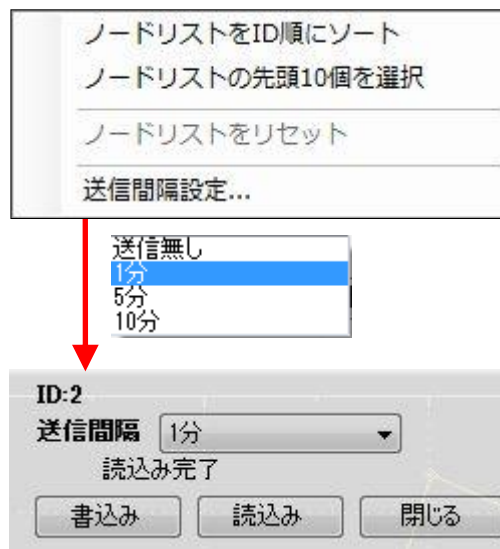 ノードリストをID順にソート
ノードリストの先頭10個を選択
ノードリストをリセット
送信間隔設定...
送信無し
1分
5分
10分
ID:2
送信間隔 1分
読込み完了
書込み 読込み 閉じる